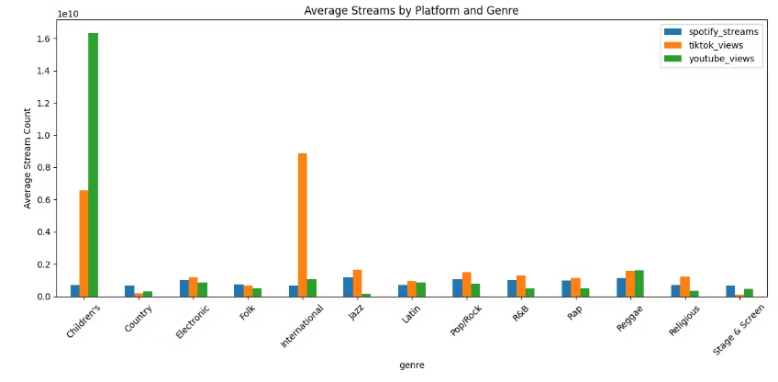 Average Streams by Platform and Genre
1e10
spotify_streams
tiktok_views
youtube_views
1.6
1.4
1.2
1.0
0.8
0.6
0.4
0.2
0.0
Average Stream Count
Children's
Country
Electronic
Folk
International
Jazz
Latin
Pop/Rock
R&B
Rap
Reggae
Religious
Stage & Screen
genre